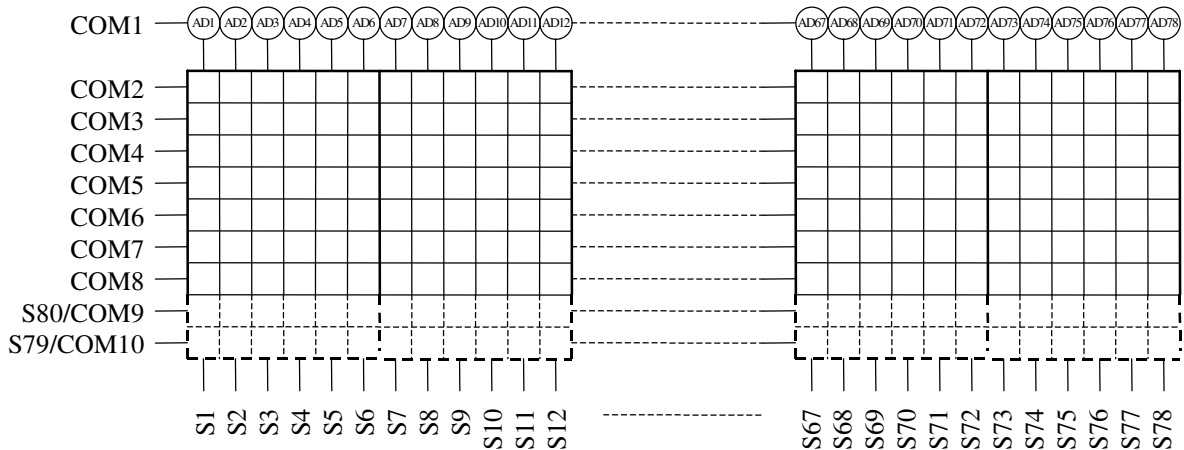 COM1 AD1 AD2 AD3 AD4 AD5 AD6 AD7 AD8 AD9 AD10 AD11 AD12 AD67 AD68 AD69 AD70 AD71 AD72 AD73 AD74 AD75 AD76 AD77 AD78
COM2
COM3
COM4
COM5
COM6
COM7
COM8
S80/COM9
S79/COM10
S1 S2 S3 S4 S5 S6 S7 S8 S9 S10 S11 S12 S67 S68 S69 S70 S71 S72 S73 S74 S75 S76 S77 S78